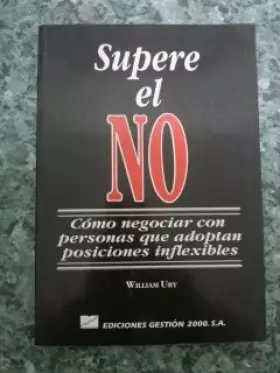 Supere
el
NO
Cómo negociar con
personas que adoptan
posiciones inflexibles
WILLIAM URY
EDICIONES GESTIÓN 2000, S.A.